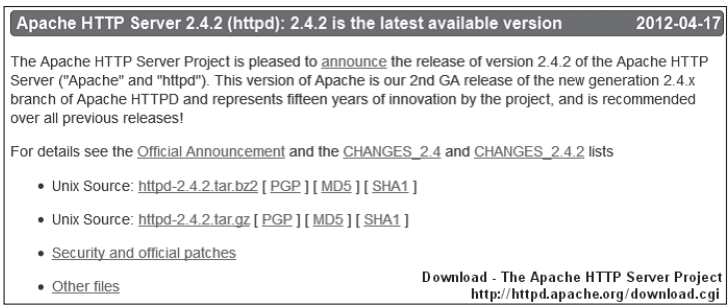 Apache HTTP Server 2.4.2 (httpd): 2.4.2 is the latest available version 2012-04-17
The Apache HTTP Server Project is pleased to announce the release of version 2.4.2 of the Apache HTTP
Server ("Apache" and "httpd"). This version of Apache is our 2nd GA release of the new generation 2.4.x
branch of Apache HTTPD and represents fifteen years of innovation by the project, and is recommended
over all previous releases!
For details see the Official Announcement and the CHANGES_2.4 and CHANGES_2.4.2 lists
• Unix Source: httpd-2.4.2.tar.bz2 [ PGP ] [ MD5 ] [ SHA1 ]
• Unix Source: httpd-2.4.2.tar.gz [ PGP ] [ MD5 ] [ SHA1 ]
• Security and official patches
• Other files
Download - The Apache HTTP Server Project
http://httpd.apache.org/download.cgi